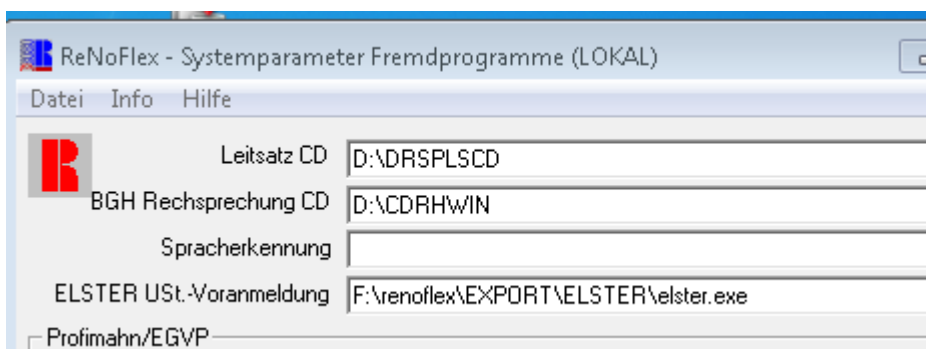 ReNoFlex - Systemparameter Fremdprogramme (LOKAL)
Datei Info Hilfe
Leitsatz CD D:\DRSPLSCD
BGH Rechsprechung CD D:\CDRHWIN
Spracherkennung
ELSTER USt.-Voranmeldung F:\renoflex\EXPORT\ELSTER\elster.exe
Profimahn/EGVP